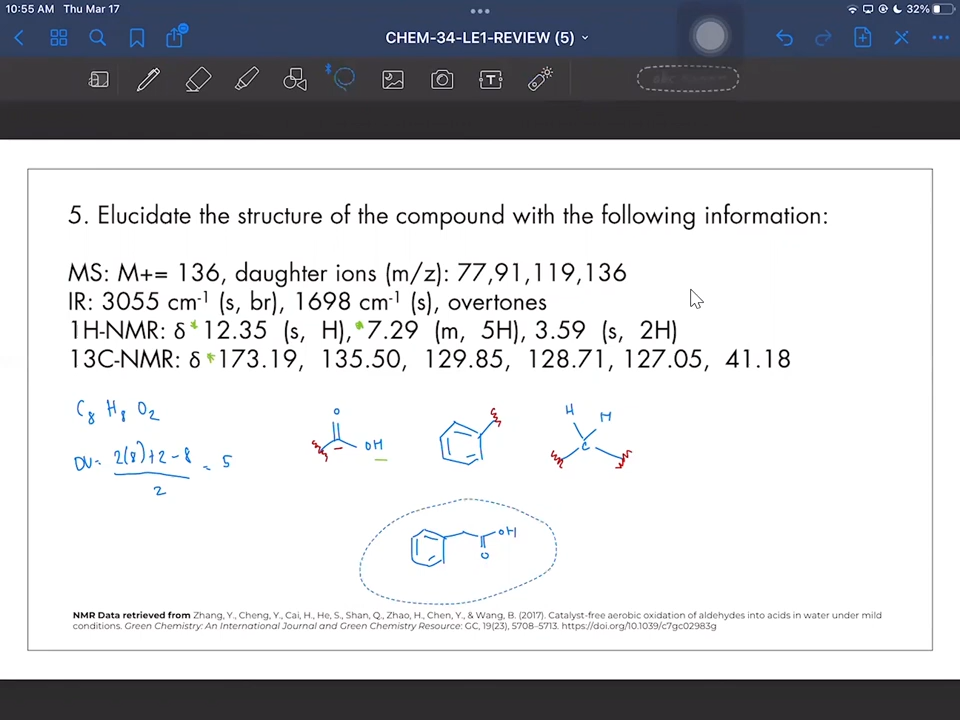 10:55 AM Thu Mar 17
32%
CHEM-34-LE1-REVIEW (5)
5. Elucidate the structure of the compound with the following information:
MS: M+= 136, daughter ions (m/z): 77,91,119,136
IR: 3055 cm-1 (s, br), 1698 cm-1 (s), overtones
1H-NMR: δ *12.35 (s, H), *7.29 (m, 5H), 3.59 (s, 2H)
13C-NMR: δ *173.19, 135.50, 129.85, 128.71, 127.05, 41.18
C8 H8 O2
DU = 2(8)+2-8 / 2 = 5
O
OH
H H
C
OH
O
NMR Data retrieved from Zhang, Y., Cheng, Y., Cai, H., He, S., Shan, Q., Zhao, H., Chen, Y., & Wang, B. (2017). Catalyst-free aerobic oxidation of aldehydes into acids in water under mild
conditions. Green Chemistry: An International Journal and Green Chemistry Resource: GC, 19(23), 5708–5713. https://doi.org/10.1039/c7gc02983g